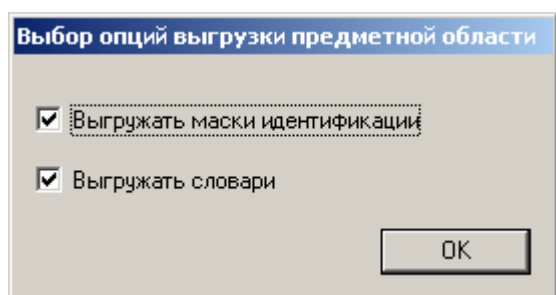 Выбор опций выгрузки предметной области
Выгружать маски идентификации
Выгружать словари
OK